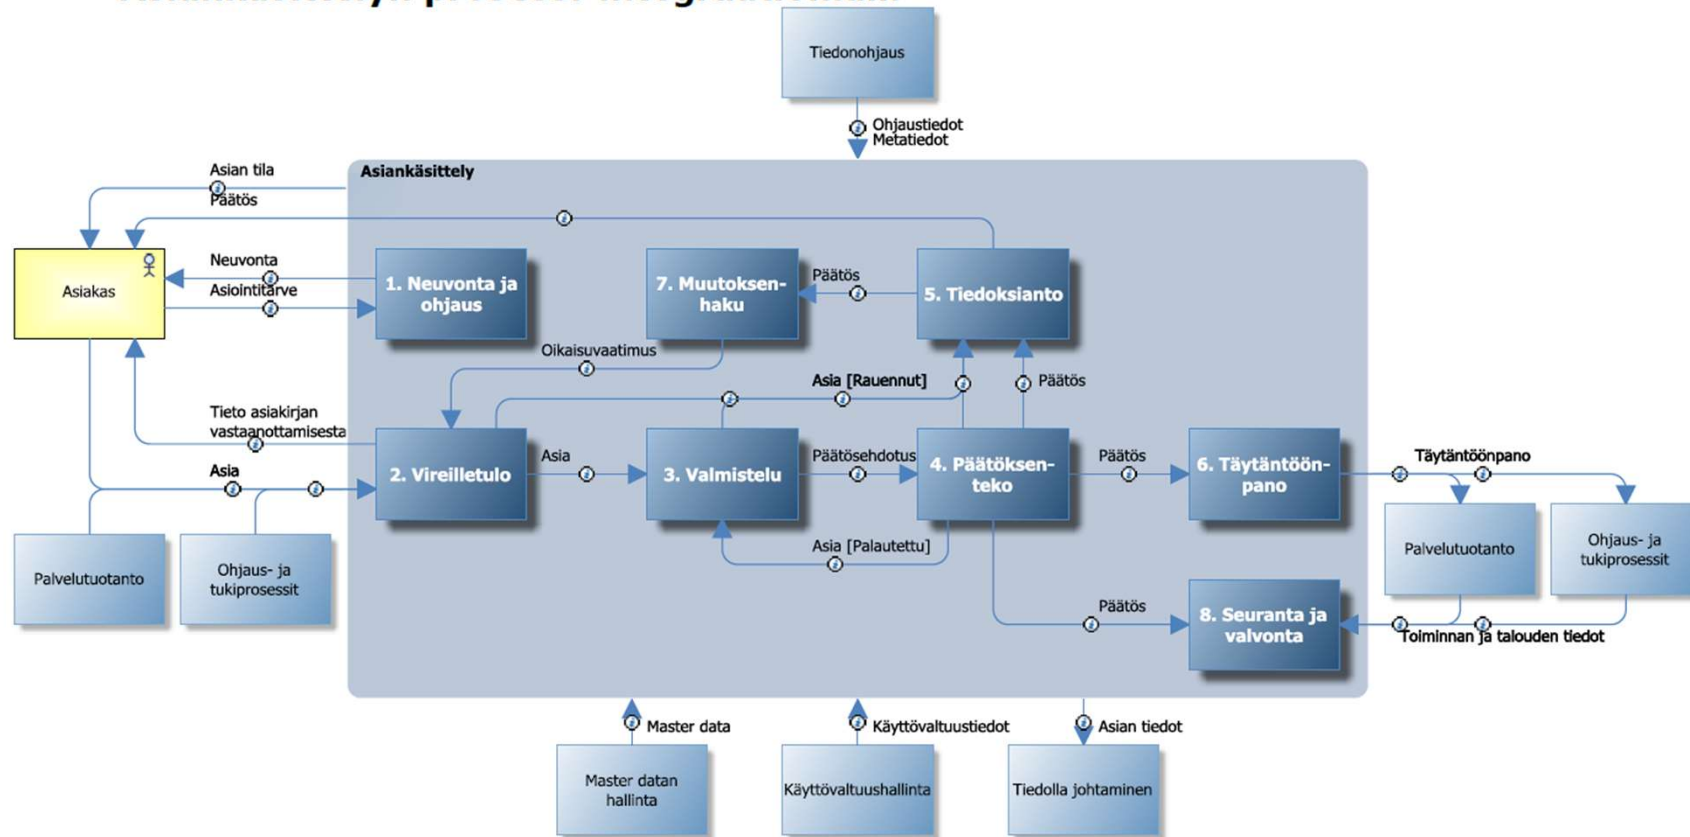 Tiedonohjaus
Ohjaustiedot
Metatiedot
Asian tila
Päätös
Asiankäsittely
Asiakas
Neuvonta
Asiointitarve
1. Neuvonta ja
ohjaus
7. Muutoksen-
haku
Päätös
5. Tiedoksianto
Oikaisuvaatimus
Asia [Rauennut]
Päätös
Tieto asiakirjan
vastaanottamisesta
Asia
2. Vireilletulo
Asia
3. Valmistelu
Päätösehdotus
4. Päätöksen-
teko
Päätös
6. Täytäntöön-
pano
Täytäntöönpano
Asia [Palautettu]
Palvelutuotanto
Ohjaus- ja
tukiprosessit
Palvelutuotanto
Ohjaus- ja
tukiprosessit
Päätös
8. Seuranta ja
valvonta
Toiminnan ja talouden tiedot
Master data
Käyttövaltuustiedot
Asian tiedot
Master datan
hallinta
Käyttövaltuushallinta
Tiedolla johtaminen